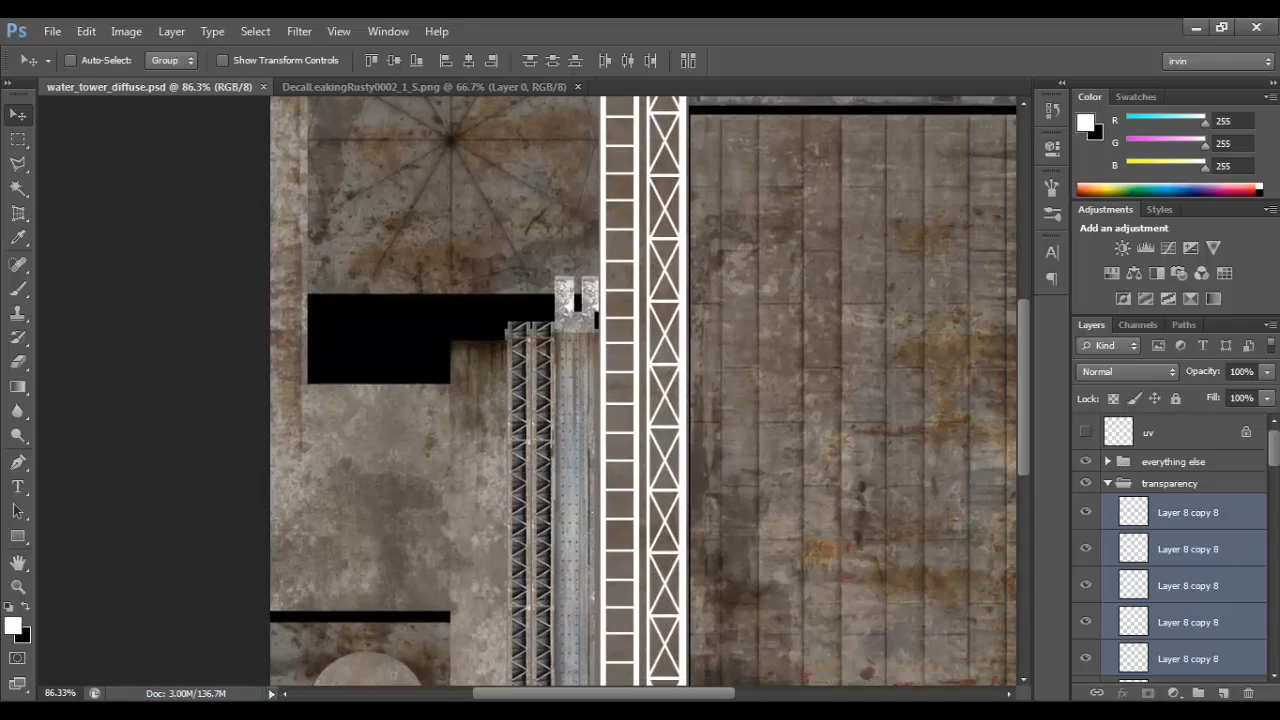 Ps File Edit Image Layer Type Select Filter View Window Help
Auto-Select: Group Show Transform Controls irvin
water_tower_diffuse.psd @ 86.3% (RGB/8) × DecalLeakingRusty0002_1_S.png @ 66.7% (Layer 0, RGB/8) ×
Color Swatches
R 255
G 255
B 255
Adjustments Styles
Add an adjustment
Layers Channels Paths
Kind
Normal Opacity: 100%
Lock: Fill: 100%
uv
everything else
transparency
Layer 8 copy 8
Layer 8 copy 8
Layer 8 copy 8
Layer 8 copy 8
Layer 8 copy 8
86.33% Doc: 3.00M/136.7M